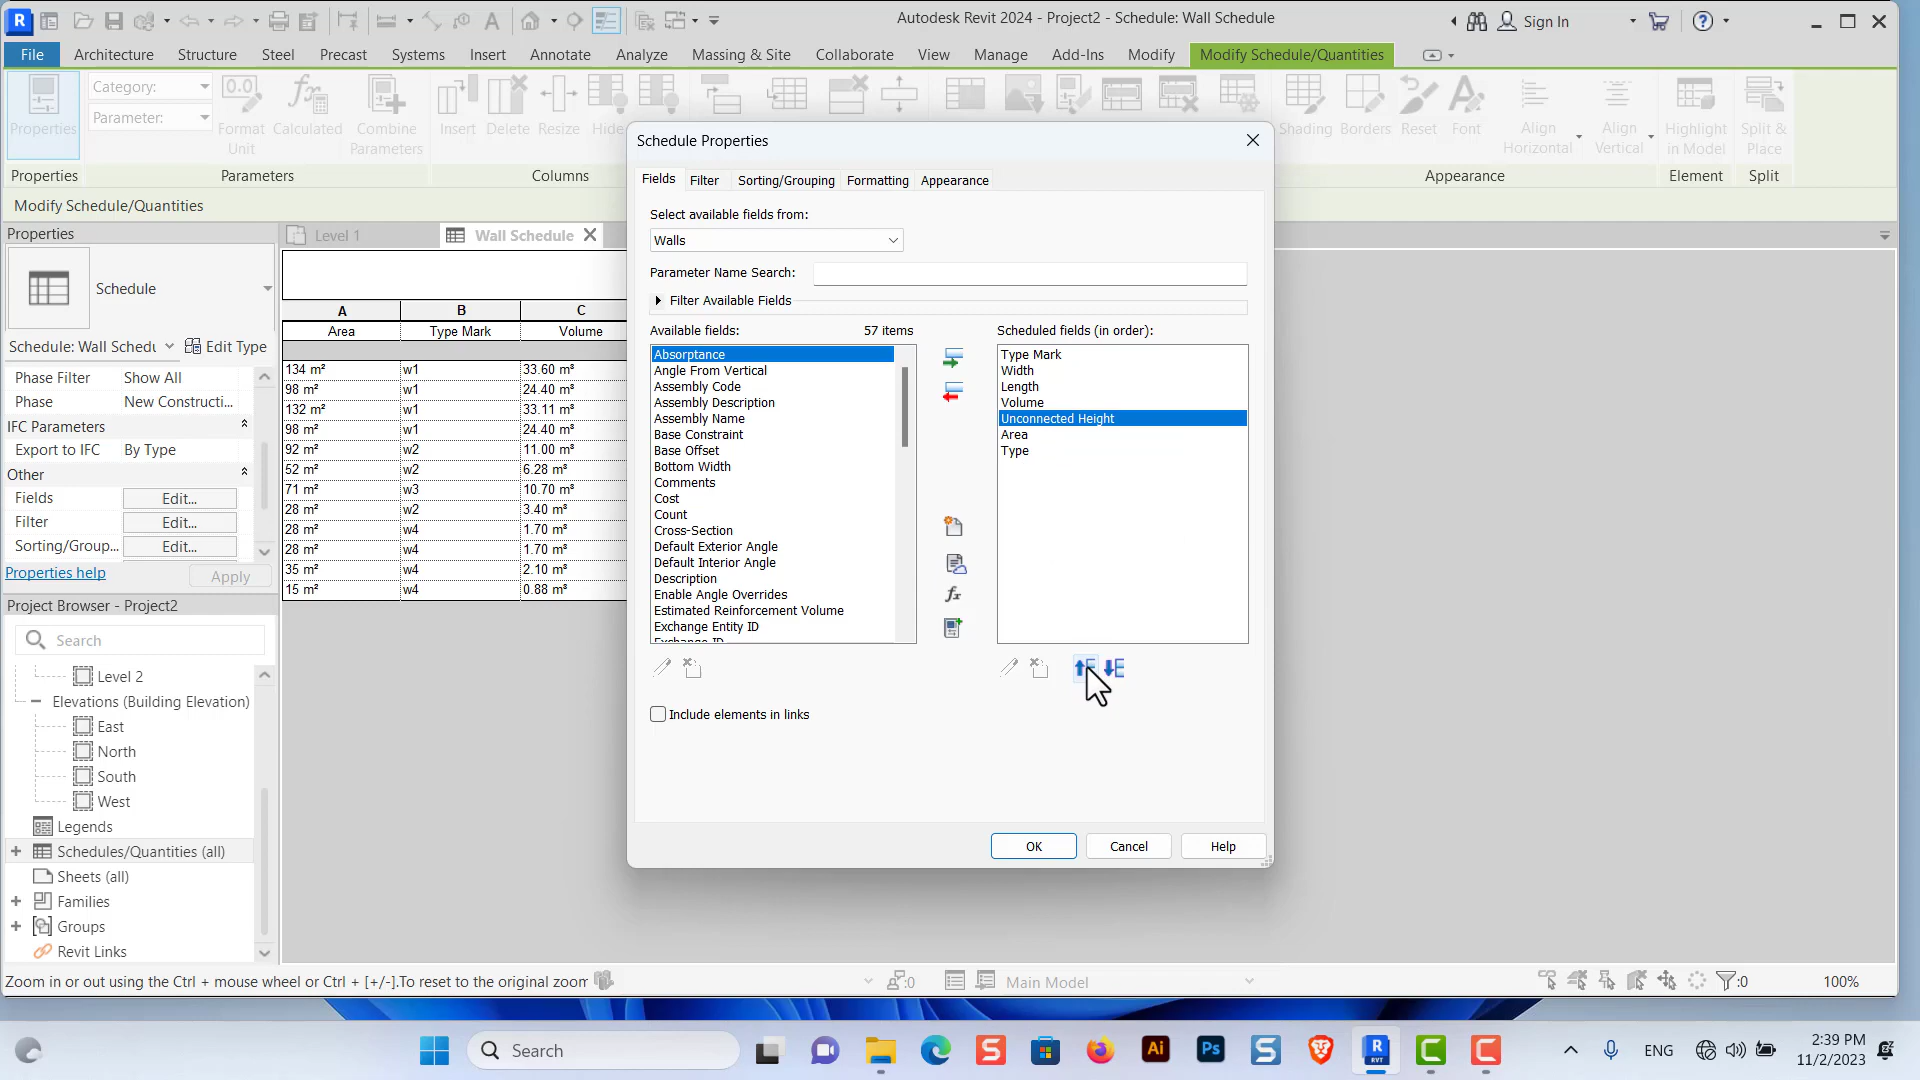 Autodesk Revit 2024 - Project2 - Schedule: Wall Schedule
Sign In
File Architecture Structure Steel Precast Systems Insert Annotate Analyze Massing & Site Collaborate View Manage Add-Ins Modify Modify Schedule/Quantities
Properties
Category:
Parameter:
Format Unit
Calculated
Combine Parameters
Insert Delete Resize Hide
Shading Borders Reset Font
Align Horizontal
Align Vertical
Highlight in Model
Split & Place
Properties Parameters Columns Appearance Element Split
Modify Schedule/Quantities
Properties
Schedule
Schedule: Wall Schedu
Edit Type
Phase Filter Show All
Phase New Constructi...
IFC Parameters
Export to IFC By Type
Other
Fields Edit...
Filter Edit...
Sorting/Group... Edit...
Properties help Apply
Project Browser - Project2
Search
Level 2
Elevations (Building Elevation)
East
North
South
West
Legends
Schedules/Quantities (all)
Sheets (all)
Families
Groups
Revit Links
Level 1
Wall Schedule
A B C
Area Type Mark Volume
134 m² w1 33.60 m³
98 m² w1 24.40 m³
132 m² w1 33.11 m³
98 m² w1 24.40 m³
92 m² w2 11.00 m³
52 m² w2 6.28 m³
71 m² w3 10.70 m³
28 m² w2 3.40 m³
28 m² w4 1.70 m³
28 m² w4 1.70 m³
35 m² w4 2.10 m³
15 m² w4 0.88 m³
Schedule Properties
Fields Filter Sorting/Grouping Formatting Appearance
Select available fields from:
Walls
Parameter Name Search:
Filter Available Fields
Available fields: 57 items
Absorptance
Angle From Vertical
Assembly Code
Assembly Description
Assembly Name
Base Constraint
Base Offset
Bottom Width
Comments
Cost
Count
Cross-Section
Default Exterior Angle
Default Interior Angle
Description
Enable Angle Overrides
Estimated Reinforcement Volume
Exchange Entity ID
Exchange ID
Scheduled fields (in order):
Type Mark
Width
Length
Volume
Unconnected Height
Area
Type
fx
Include elements in links
OK Cancel Help
Zoom in or out using the Ctrl + mouse wheel or Ctrl + [+/-].To reset to the original zoom
:0
Main Model
:0
100%
Search
ENG
2:39 PM
11/2/2023